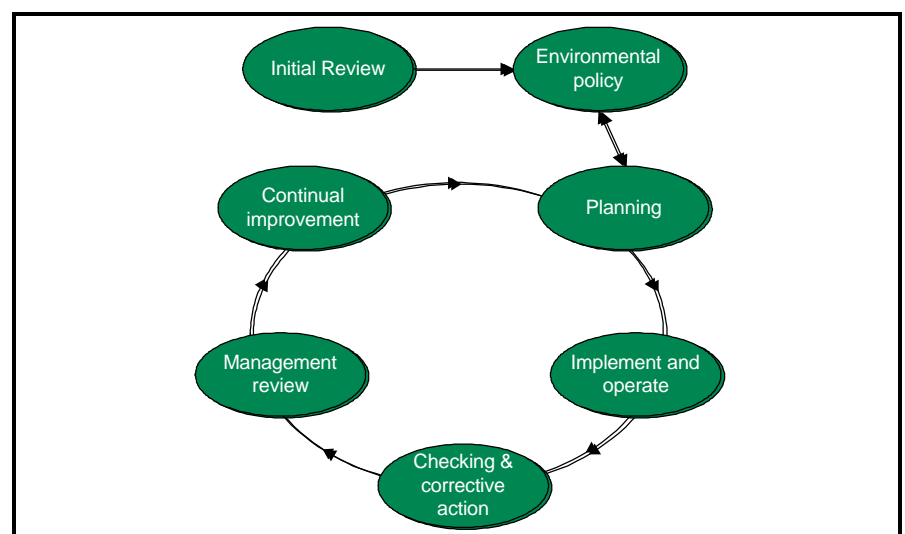 Initial Review
Environmental
policy
Continual
improvement
Planning
Management
review
Implement and
operate
Checking &
corrective
action